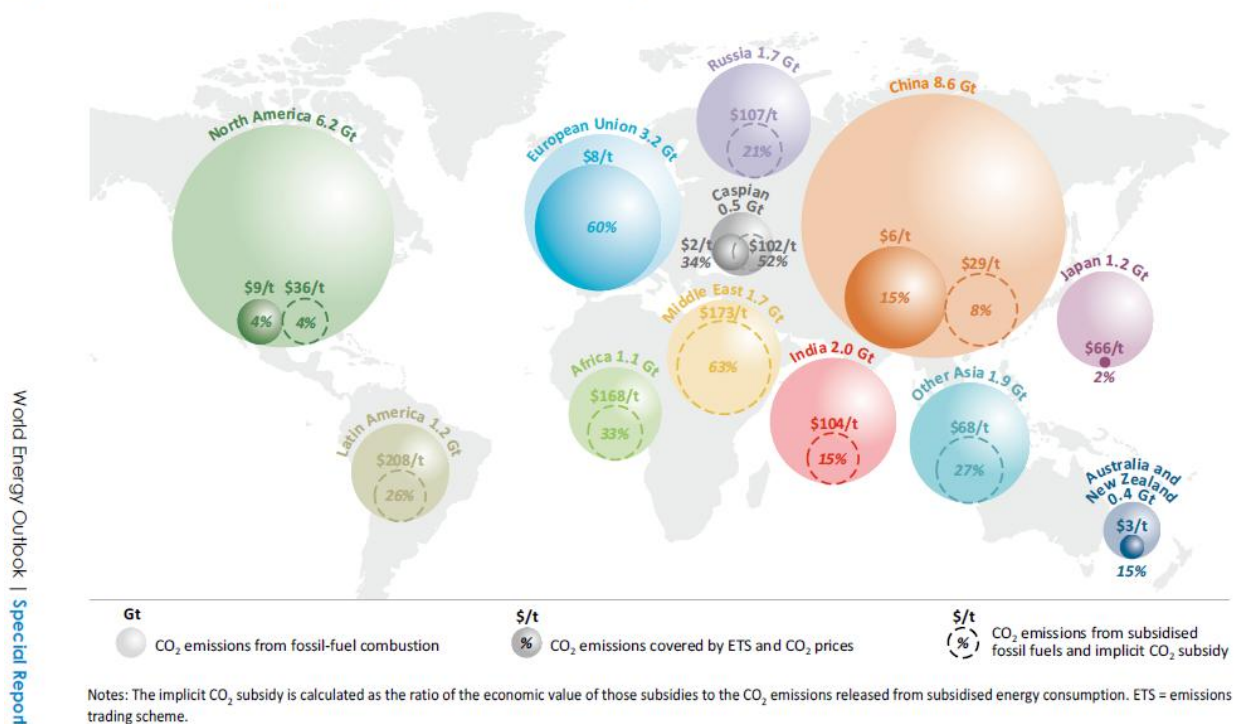 North America 6.2 Gt
$9/t $36/t
4% 4%
European Union 3.2 Gt
$8/t
60%
Russia 1.7 Gt
$107/t
21%
Caspian
0.5 Gt
$2/t $102/t
34% 52%
China 8.6 Gt
$6/t
15%
$29/t
8%
Japan 1.2 Gt
$66/t
2%
Middle East 1.7 Gt
$173/t
63%
Africa 1.1 Gt
$168/t
33%
India 2.0 Gt
$104/t
15%
Other Asia 1.9 Gt
$68/t
27%
Latin America 1.2 Gt
$208/t
26%
Australia and
New Zealand
0.4 Gt
$3/t
15%
World Energy Outlook | Special Report
Gt
CO₂ emissions from fossil-fuel combustion
$/t
% CO₂ emissions covered by ETS and CO₂ prices
$/t
% CO₂ emissions from subsidised
fossil fuels and implicit CO₂ subsidy
Notes: The implicit CO₂ subsidy is calculated as the ratio of the economic value of those subsidies to the CO₂ emissions released from subsidised energy consumption. ETS = emissions
trading scheme.